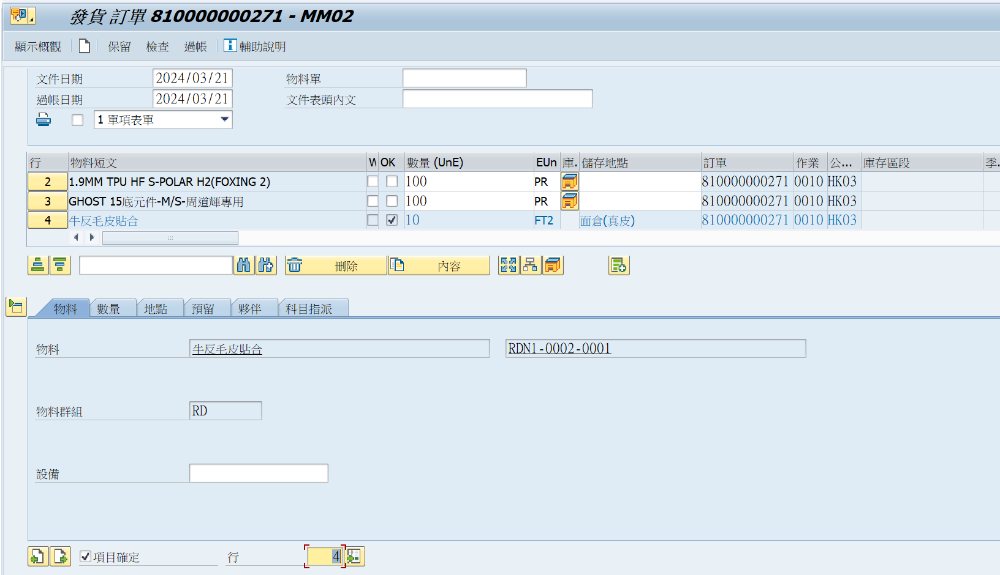 發貨 訂單 810000000271 - MM02
顯示概觀 保留 檢查 過帳 輔助說明
文件日期 2024/03/21 物料單
過帳日期 2024/03/21 文件表頭內文
1 單項表單
行 物料短文 W OK 數量 (UnE) EUn 庫. 儲存地點 訂單 作業 公... 庫存區段 季.
2 1.9MM TPU HF S-POLAR H2(FOXING 2) 100 PR 810000000271 0010 HK03
3 GHOST 15底元件-M/S-周道輝專用 100 PR 810000000271 0010 HK03
4 牛反毛皮貼合 10 FT2 面倉(真皮) 810000000271 0010 HK03
刪除 內容
物料 數量 地點 預留 夥伴 科目指派
物料 牛反毛皮貼合 RDN1-0002-0001
物料群組 RD
設備
項目確定 行 4